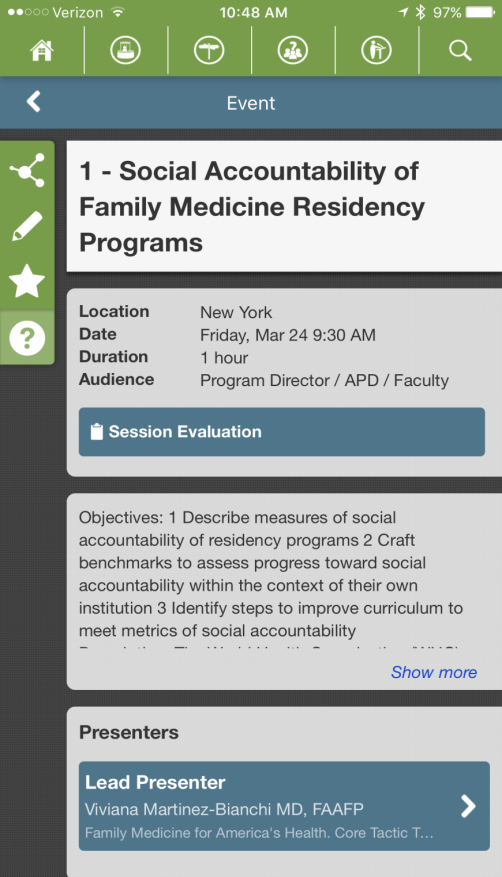 Verizon 10:48 AM 97%
Event
1 - Social Accountability of
Family Medicine Residency
Programs
Location New York
Date Friday, Mar 24 9:30 AM
Duration 1 hour
Audience Program Director / APD / Faculty
Session Evaluation
Objectives: 1 Describe measures of social
accountability of residency programs 2 Craft
benchmarks to assess progress toward social
accountability within the context of their own
institution 3 Identify steps to improve curriculum to
meet metrics of social accountability
Show more
Presenters
Lead Presenter
Viviana Martinez-Bianchi MD, FAAFP
Family Medicine for America's Health. Core Tactic T...